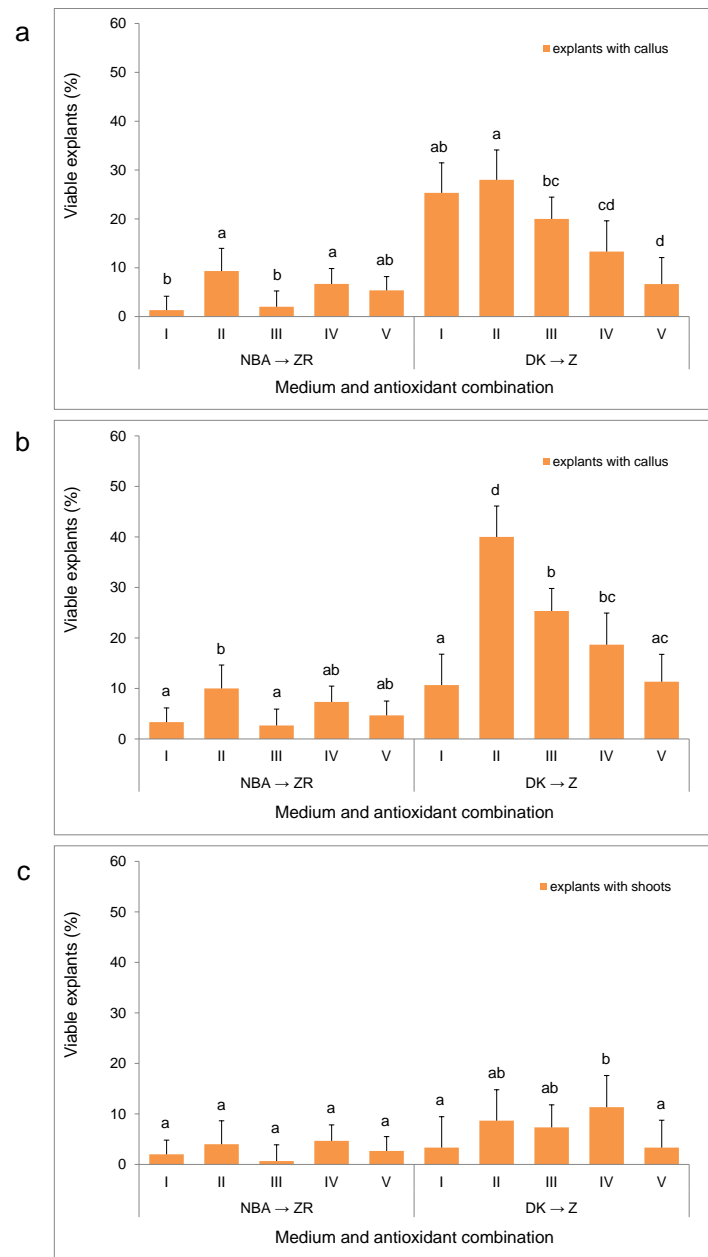 a
Viable explants (%)
60
50
40
30
20
10
0
explants with callus
b
a
b
a
ab
ab
a
bc
cd
d
I II III IV V I II III IV V
NBA → ZR DK → Z
Medium and antioxidant combination
b
Viable explants (%)
60
50
40
30
20
10
0
explants with callus
a
b
a
ab
ab
a
d
b
bc
ac
I II III IV V I II III IV V
NBA → ZR DK → Z
Medium and antioxidant combination
c
Viable explants (%)
60
50
40
30
20
10
0
explants with shoots
a
a
a
a
a
a
ab
ab
b
a
I II III IV V I II III IV V
NBA → ZR DK → Z
Medium and antioxidant combination